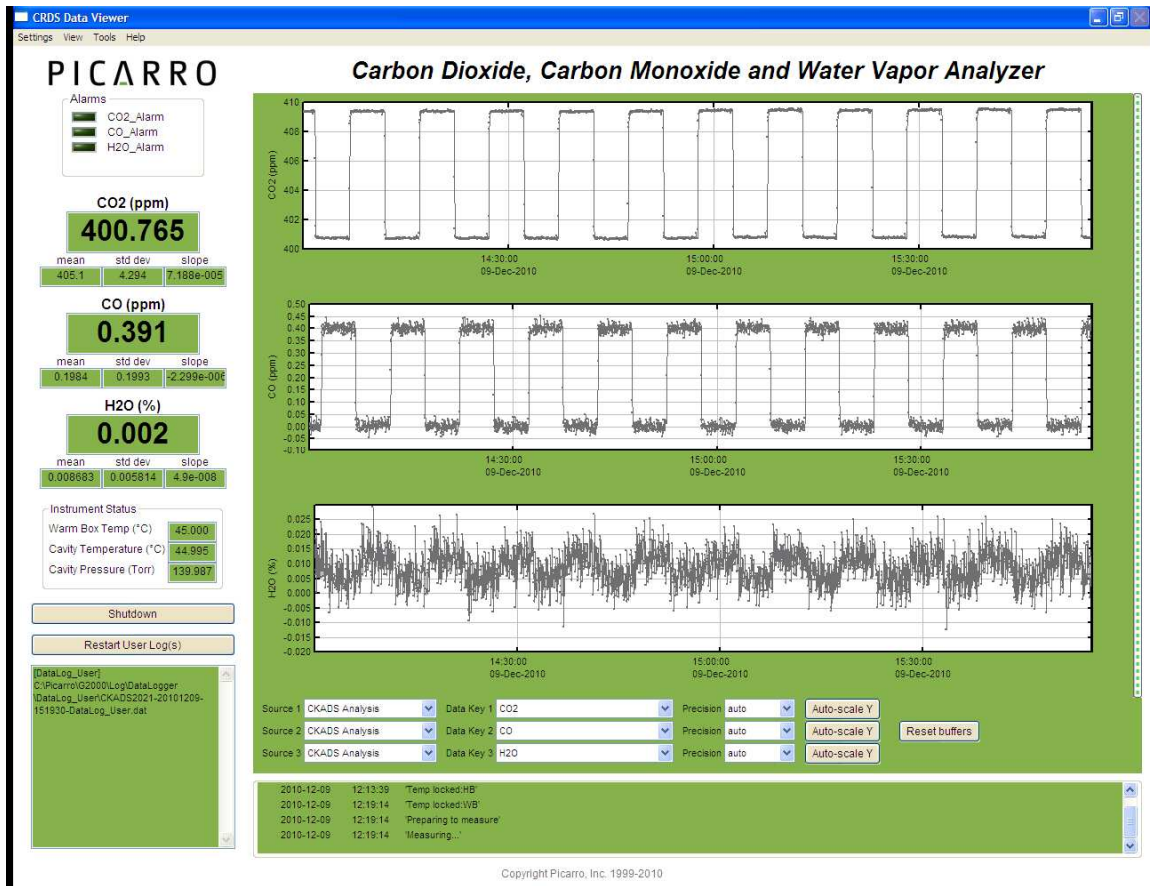 CRDS Data Viewer
Settings View Tools Help
PICARRO
Carbon Dioxide, Carbon Monoxide and Water Vapor Analyzer
Alarms
CO2_Alarm
CO_Alarm
H2O_Alarm
CO2 (ppm)
400.765
mean std dev slope
405.1 4.294 7.188e-005
CO (ppm)
0.391
mean std dev slope
0.1984 0.1993 -2.299e-006
H2O (%)
0.002
mean std dev slope
0.008683 0.005814 4.9e-008
Instrument Status
Warm Box Temp (°C) 45.000
Cavity Temperature (°C) 44.995
Cavity Pressure (Torr) 139.987
Shutdown
Restart User Log(s)
[DataLog_User]
C:\Picarro\G2000\Log\DataLogger
\DataLog_User\CKADS2021-20101209-
151930-DataLog_User.dat
CO2 (ppm)
410
408
406
404
402
400
14:30:00 15:00:00 15:30:00
09-Dec-2010 09-Dec-2010 09-Dec-2010
CO (ppm)
0.50
0.45
0.40
0.35
0.30
0.25
0.20
0.15
0.10
0.05
0.00
-0.05
-0.10
14:30:00 15:00:00 15:30:00
09-Dec-2010 09-Dec-2010 09-Dec-2010
H2O (%)
0.025
0.020
0.015
0.010
0.005
0.000
-0.005
-0.010
-0.015
-0.020
14:30:00 15:00:00 15:30:00
09-Dec-2010 09-Dec-2010 09-Dec-2010
Source 1 CKADS Analysis Data Key 1 CO2 Precision auto Auto-scale Y
Source 2 CKADS Analysis Data Key 2 CO Precision auto Auto-scale Y Reset buffers
Source 3 CKADS Analysis Data Key 3 H2O Precision auto Auto-scale Y
2010-12-09 12:13:39 'Temp locked:HB'
2010-12-09 12:19:14 'Temp locked:WB'
2010-12-09 12:19:14 'Preparing to measure'
2010-12-09 12:19:14 'Measuring...'
Copyright Picarro, Inc. 1999-2010